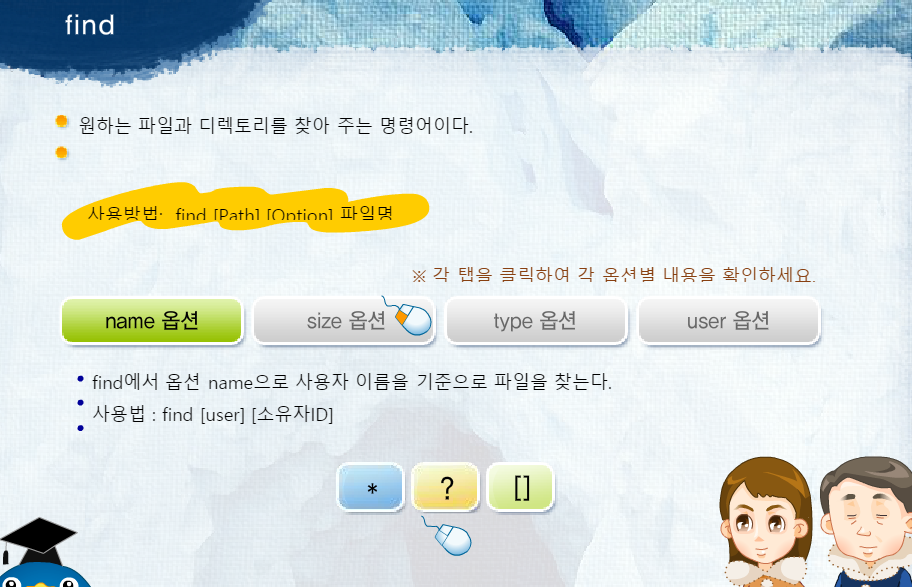 find
원하는 파일과 디렉토리를 찾아 주는 명령어이다.
사용방법: find [Path] [Option] 파일명
※ 각 탭을 클릭하여 각 옵션별 내용을 확인하세요.
name 옵션 size 옵션 type 옵션 user 옵션
find에서 옵션 name으로 사용자 이름을 기준으로 파일을 찾는다.
사용법 : find [user] [소유자ID]
* ? []